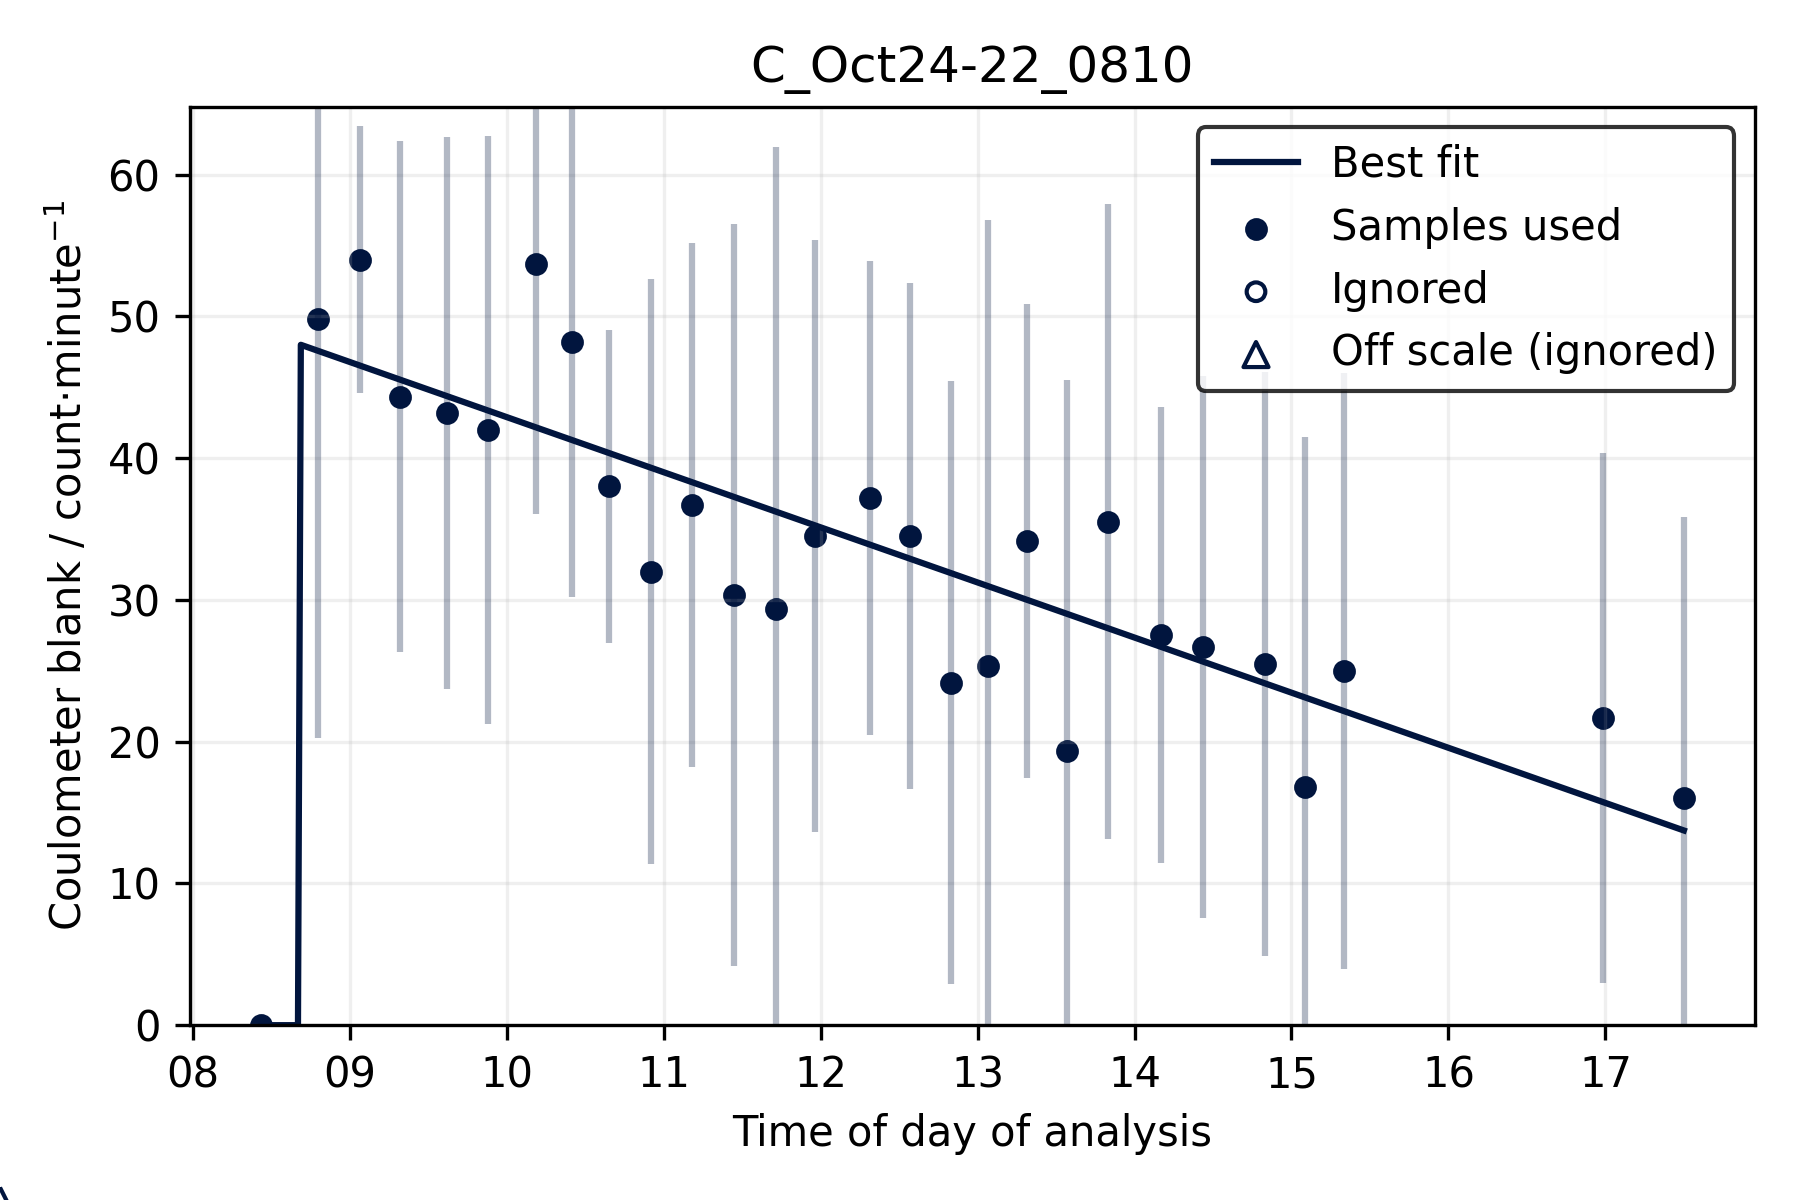 C_Oct24-22_0810
Coulometer blank / count·minute⁻¹
60
50
40
30
20
10
0
Best fit
Samples used
Ignored
Off scale (ignored)
08 09 10 11 12 13 14 15 16 17
Time of day of analysis